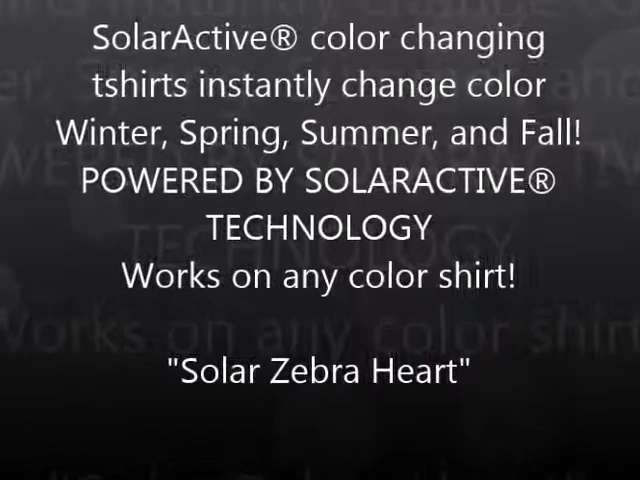 SolarActive® color changing
tshirts instantly change color
Winter, Spring, Summer, and Fall!
POWERED BY SOLARACTIVE®
TECHNOLOGY
Works on any color shirt!
"Solar Zebra Heart"